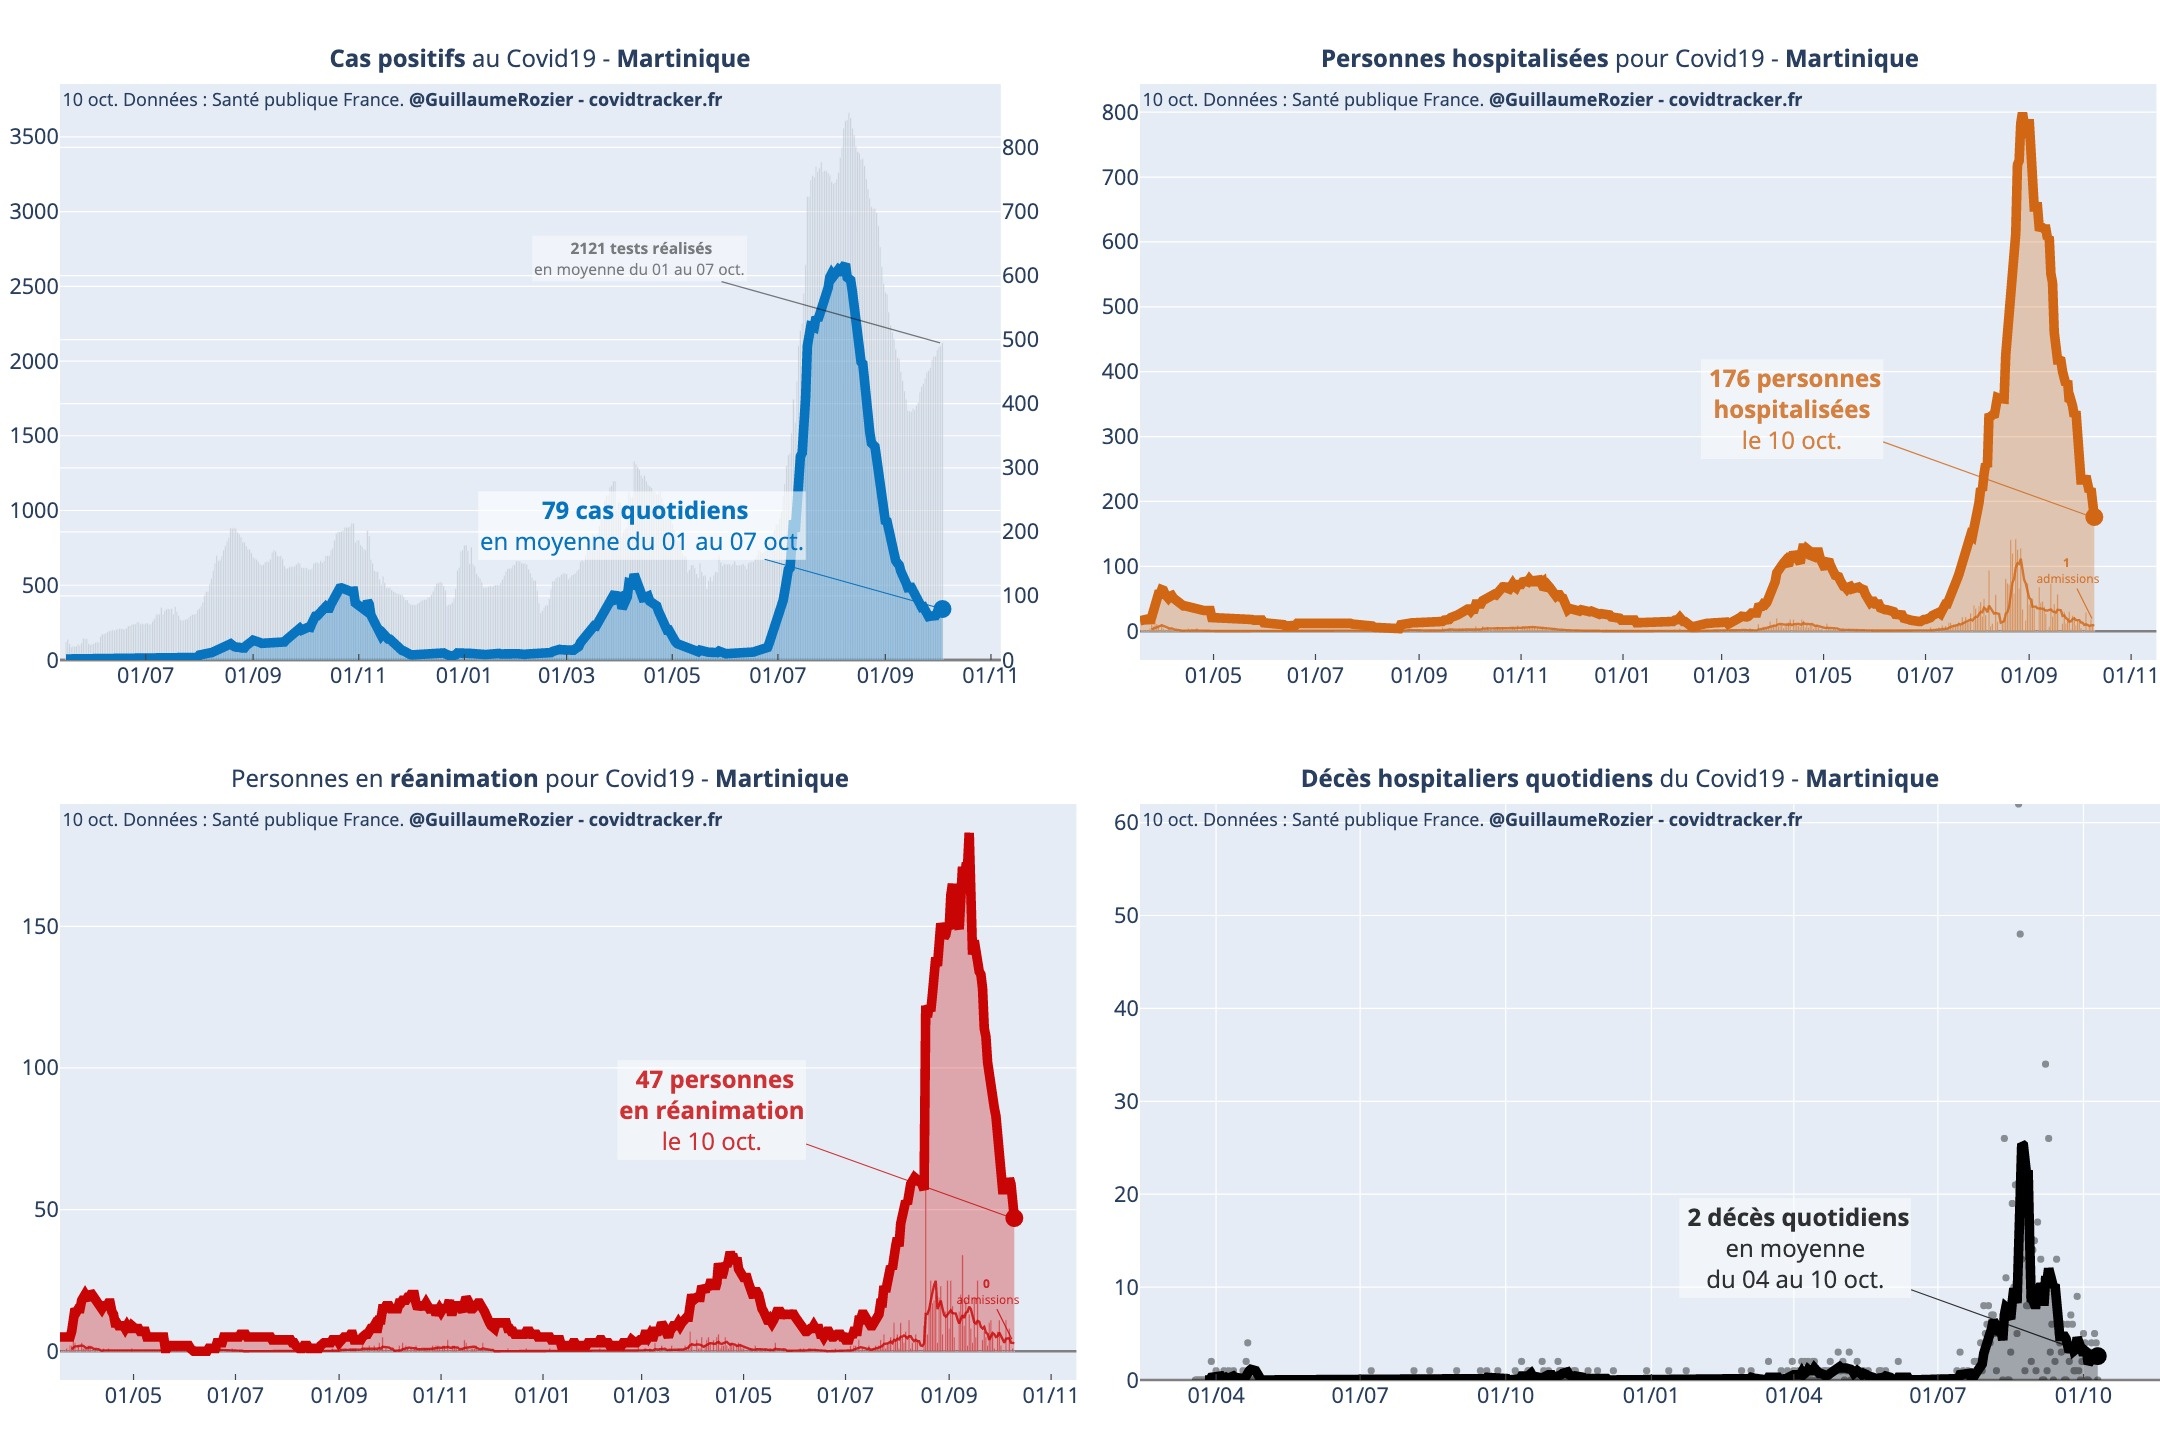 Cas positifs au Covid19 - Martinique
10 oct. Données : Santé publique France. @GuillaumeRozier - covidtracker.fr
3500
3000
2500
2000
1500
1000
500
0
800
700
600
500
400
300
200
100
0
2121 tests réalisés
en moyenne du 01 au 07 oct.
79 cas quotidiens
en moyenne du 01 au 07 oct.
01/07 01/09 01/11 01/01 01/03 01/05 01/07 01/09 01/11
Personnes hospitalisées pour Covid19 - Martinique
10 oct. Données : Santé publique France. @GuillaumeRozier - covidtracker.fr
800
700
600
500
400
300
200
100
0
176 personnes
hospitalisées
le 10 oct.
1
admissions
01/05 01/07 01/09 01/11 01/01 01/03 01/05 01/07 01/09 01/11
Personnes en réanimation pour Covid19 - Martinique
10 oct. Données : Santé publique France. @GuillaumeRozier - covidtracker.fr
150
100
50
0
47 personnes
en réanimation
le 10 oct.
0
admissions
01/05 01/07 01/09 01/11 01/01 01/03 01/05 01/07 01/09 01/11
Décès hospitaliers quotidiens du Covid19 - Martinique
10 oct. Données : Santé publique France. @GuillaumeRozier - covidtracker.fr
60
50
40
30
20
10
0
2 décès quotidiens
en moyenne
du 04 au 10 oct.
01/04 01/07 01/10 01/01 01/04 01/07 01/10